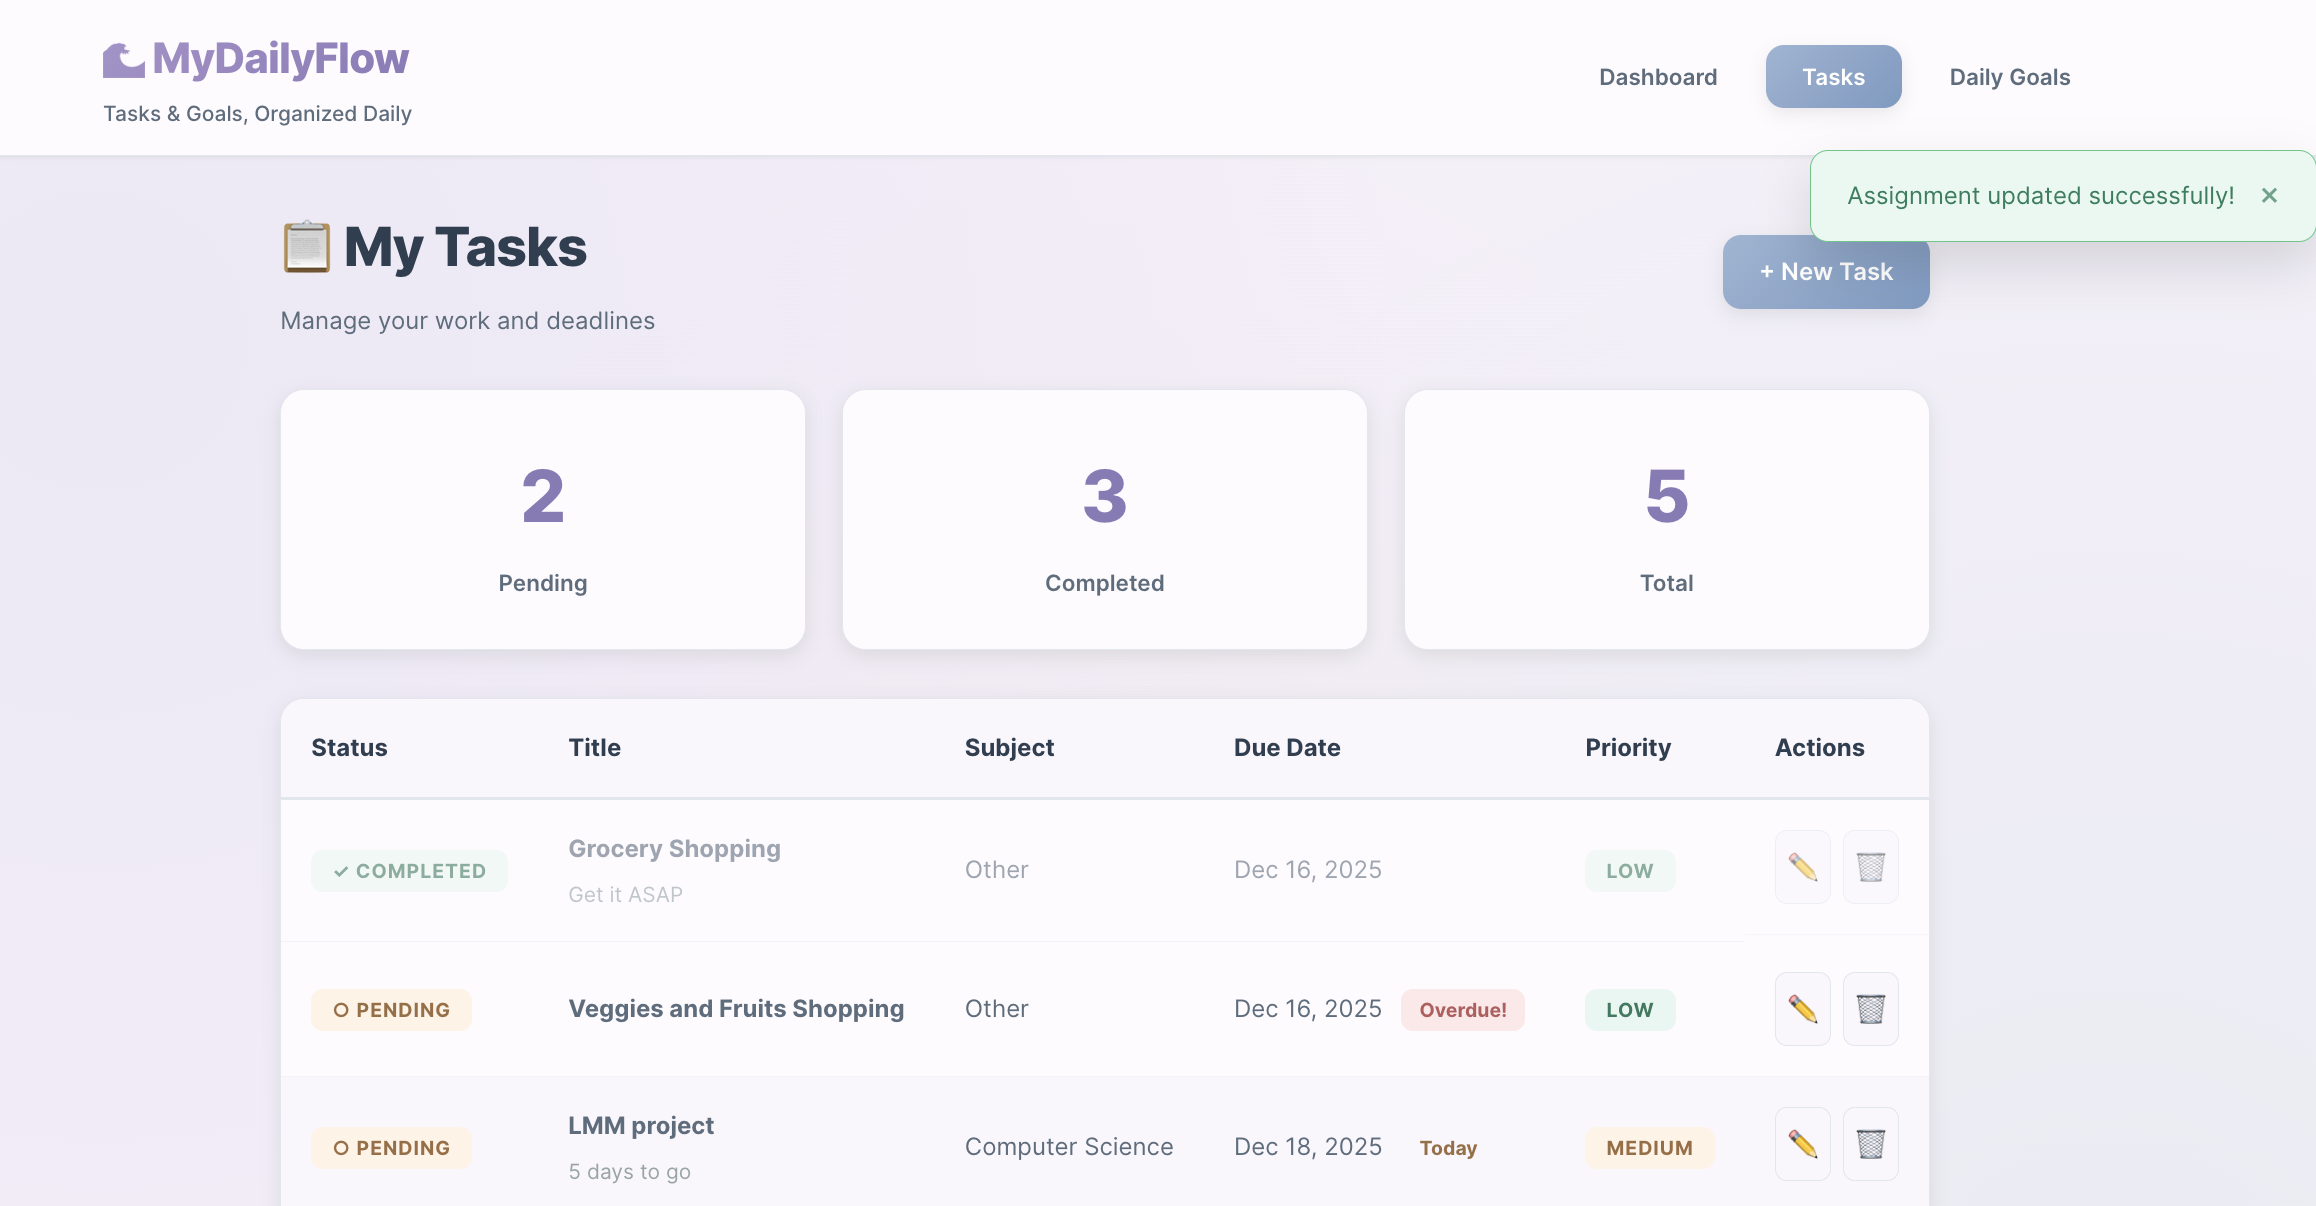 MyDailyFlow
Tasks & Goals, Organized Daily
Dashboard
Tasks
Daily Goals
Assignment updated successfully! ×
My Tasks
+ New Task
Manage your work and deadlines
2
Pending
3
Completed
5
Total
Status Title Subject Due Date Priority Actions
✓ COMPLETED Grocery Shopping Other Dec 16, 2025 LOW
Get it ASAP
○ PENDING Veggies and Fruits Shopping Other Dec 16, 2025 Overdue! LOW
○ PENDING LMM project Computer Science Dec 18, 2025 Today MEDIUM
5 days to go